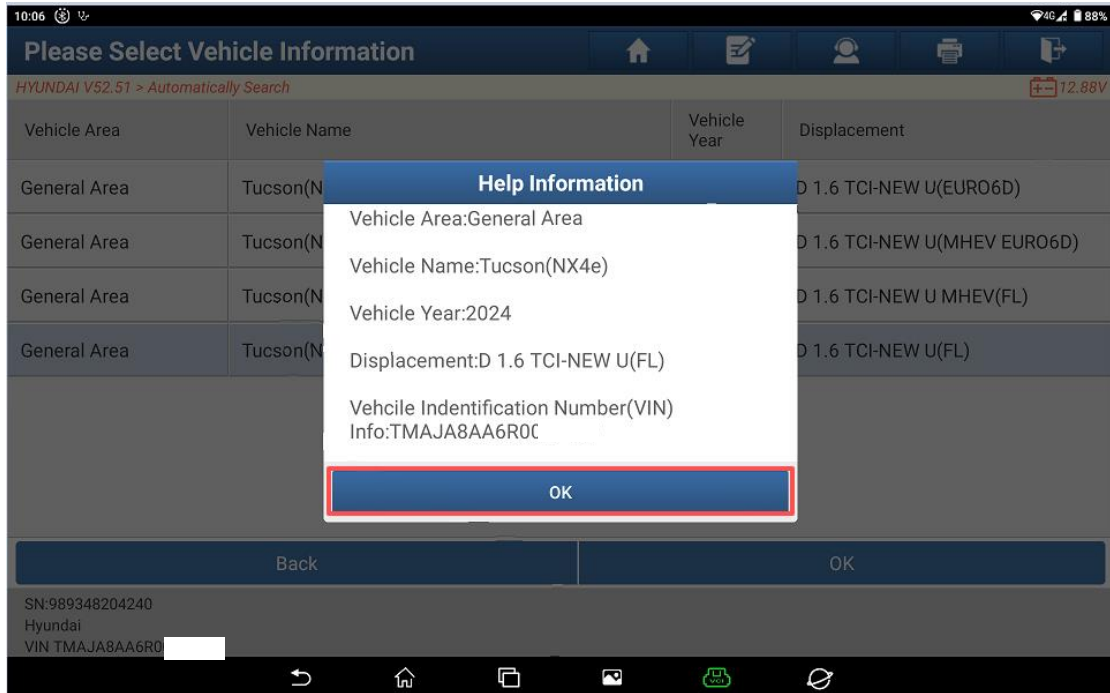 10:06
4G 88%
Please Select Vehicle Information
HYUNDAI V52.51 > Automatically Search
12.88V
Vehicle Area Vehicle Name Vehicle Year Displacement
General Area Tucson(N D 1.6 TCI-NEW U(EURO6D)
General Area Tucson(N D 1.6 TCI-NEW U(MHEV EURO6D)
General Area Tucson(N D 1.6 TCI-NEW U MHEV(FL)
General Area Tucson(N D 1.6 TCI-NEW U(FL)
Help Information
Vehicle Area:General Area
Vehicle Name:Tucson(NX4e)
Vehicle Year:2024
Displacement:D 1.6 TCI-NEW U(FL)
Vehcile Indentification Number(VIN)
Info:TMAJA8AA6R00
OK
Back OK
SN:989348204240
Hyundai
VIN TMAJA8AA6R0
VCI